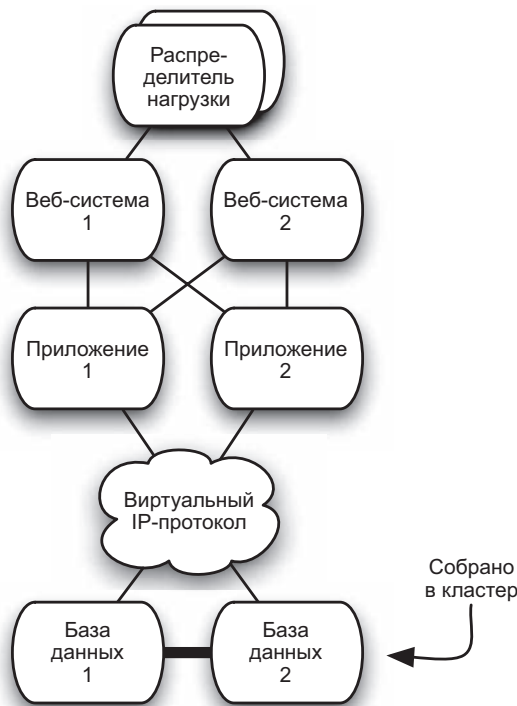 Распре-
делитель
нагрузки
Веб-система
1
Веб-система
2
Приложение
1
Приложение
2
Виртуальный
IP-протокол
Собрано
в кластер
База
данных
1
База
данных
2